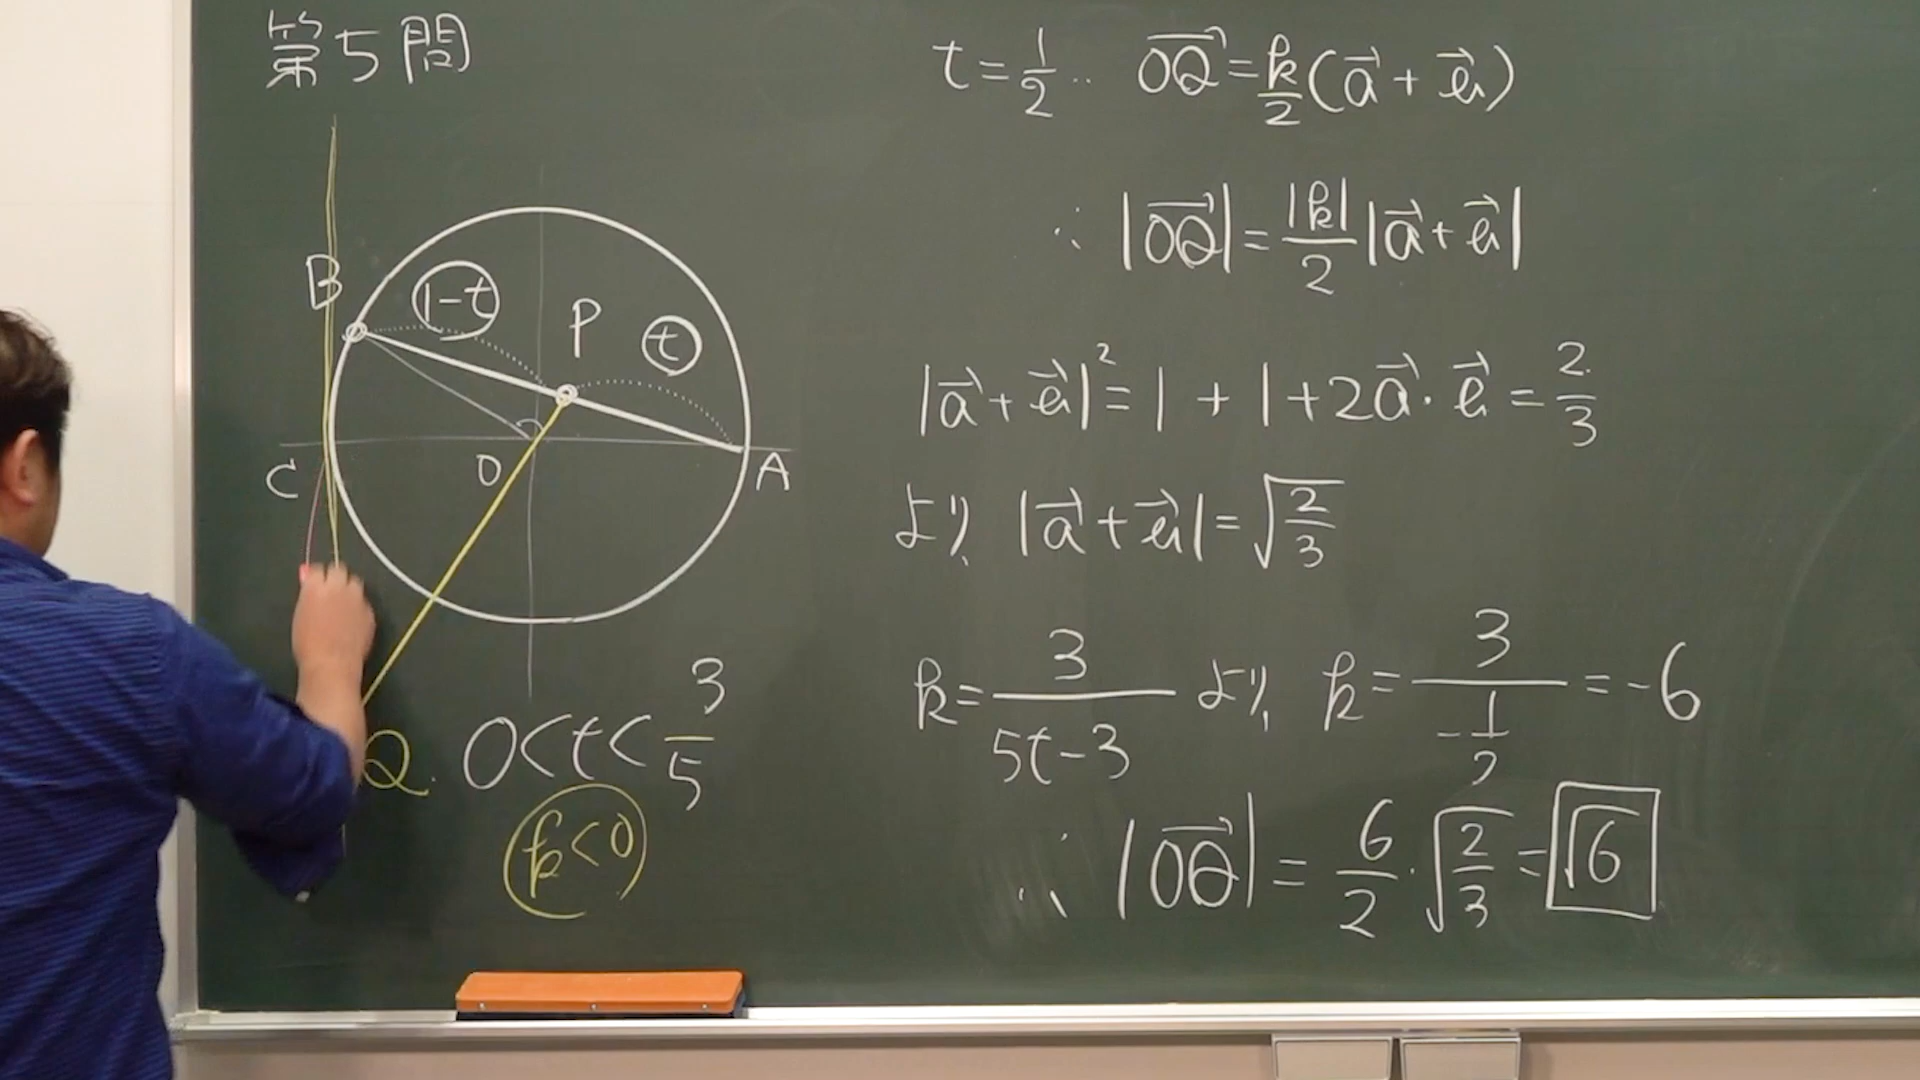 第5問
B
1-t
P
t
C
O
A
Q
0<t<3/5
k<0
t=1/2 ‥ →OQ=k/2(→a+→b)
∴ |→OQ|=|k|/2|→a+→b|
|→a+→b|²=1+1+2→a・→b=2/3
より、|→a+→b|=√(2/3)
k=3/(5t-3) より、k=3/(-1/2)=-6
∴ |→OQ|=6/2・√(2/3)=√6